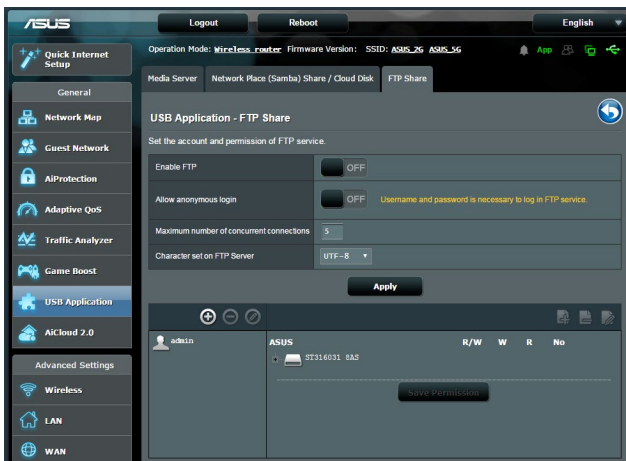 ASUS
Logout
Reboot
English
Quick Internet Setup
Operation Mode: Wireless router Firmware Version: SSID: ASUS_2G ASUS_5G
App
Media Server
Network Place (Samba) Share / Cloud Disk
FTP Share
General
Network Map
Guest Network
AiProtection
Adaptive QoS
Traffic Analyzer
Game Boost
USB Application
AiCloud 2.0
Advanced Settings
Wireless
LAN
WAN
USB Application - FTP Share
Set the account and permission of FTP service.
Enable FTP
OFF
Allow anonymous login
OFF
Username and password is necessary to log in FTP service.
Maximum number of concurrent connections
5
Character set on FTP Server
UTF-8
Apply
admin
ASUS
R/W W R No
ST316031 8AS
Save Permission